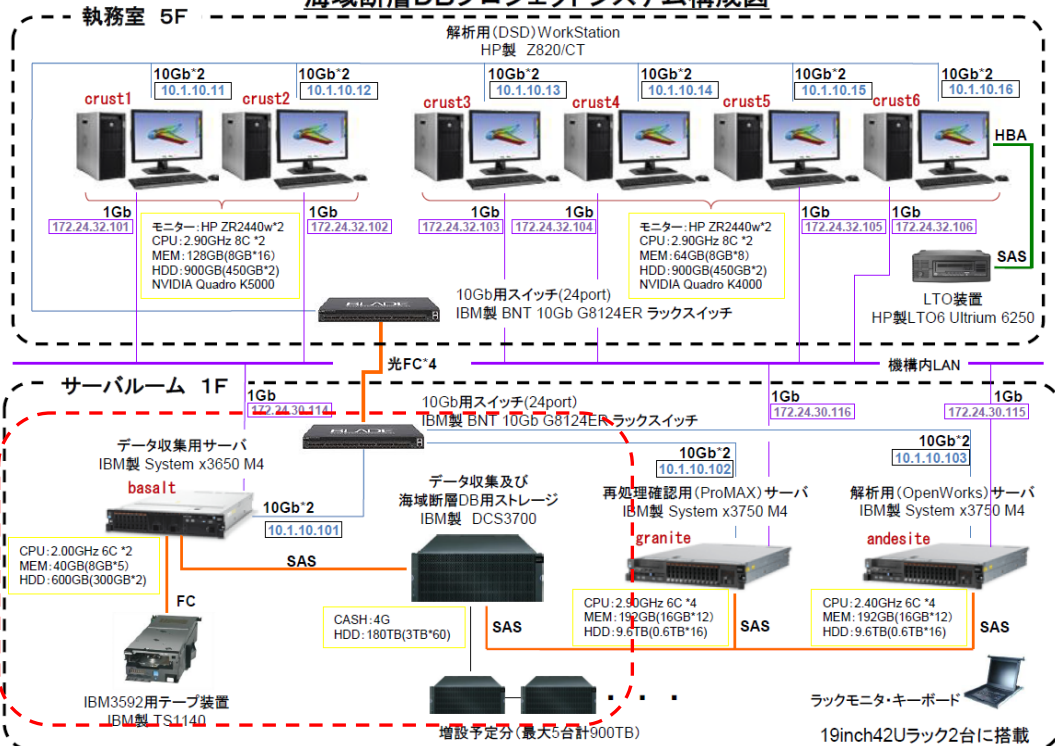 海域断層DBプロジェクトシステム構成図
執務室 5F
解析用(DSD)WorkStation
HP製 Z820/CT
10Gb*2
10.1.10.11
10Gb*2
10.1.10.12
10Gb*2
10.1.10.13
10Gb*2
10.1.10.14
10Gb*2
10.1.10.15
10Gb*2
10.1.10.16
crust1
crust2
crust3
crust4
crust5
crust6
HBA
1Gb
172.24.32.101
1Gb
172.24.32.102
1Gb
172.24.32.103
1Gb
172.24.32.104
1Gb
172.24.32.105
1Gb
172.24.32.106
モニター:HP ZR2440w*2
CPU:2.90GHz 8C *2
MEM:128GB(8GB*16)
HDD:900GB(450GB*2)
NVIDIA Quadro K5000
モニター:HP ZR2440w*2
CPU:2.90GHz 8C *2
MEM:64GB(8GB*8)
HDD:900GB(450GB*2)
NVIDIA Quadro K4000
SAS
LTO装置
HP製LTO6 Ultrium 6250
BLADE
10Gb用スイッチ(24port)
IBM製 BNT 10Gb G8124ER ラックスイッチ
光FC*4
機構内LAN
サーバルーム 1F
1Gb
172.24.30.114
10Gb用スイッチ(24port)
IBM製 BNT 10Gb G8124ER ラックスイッチ
BLADE
1Gb
172.24.30.116
1Gb
172.24.30.115
データ収集用サーバ
IBM製 System x3650 M4
basalt
10Gb*2
10.1.10.101
10Gb*2
10.1.10.102
10Gb*2
10.1.10.103
データ収集及び
海域断層DB用ストレージ
IBM製 DCS3700
再処理確認用(ProMAX)サーバ
IBM製 System x3750 M4
granite
解析用(OpenWorks)サーバ
IBM製 System x3750 M4
andesite
CPU:2.00GHz 6C *2
MEM:40GB(8GB*5)
HDD:600GB(300GB*2)
SAS
FC
CASH:4G
HDD:180TB(3TB*60)
SAS
CPU:2.90GHz 6C *4
MEM:192GB(16GB*12)
HDD:9.6TB(0.6TB*16)
SAS
CPU:2.40GHz 6C *4
MEM:192GB(16GB*12)
HDD:9.6TB(0.6TB*16)
SAS
IBM3592用テープ装置
IBM製 TS1140
・・・
増設予定分(最大5台計900TB)
ラックモニタ・キーボード
19inch42Uラック2台に搭載